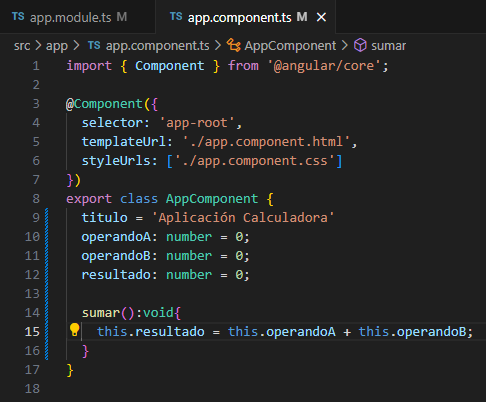 TS app.module.ts M TS app.component.ts M ×
src > app > TS app.component.ts > AppComponent > sumar
1 import { Component } from '@angular/core';
2
3 @Component({
4 selector: 'app-root',
5 templateUrl: './app.component.html',
6 styleUrls: ['./app.component.css']
7 })
8 export class AppComponent {
9 titulo = 'Aplicación Calculadora'
10 operandoA: number = 0;
11 operandoB: number = 0;
12 resultado: number = 0;
13
14 sumar():void{
15 this.resultado = this.operandoA + this.operandoB;
16 }
17 }
18